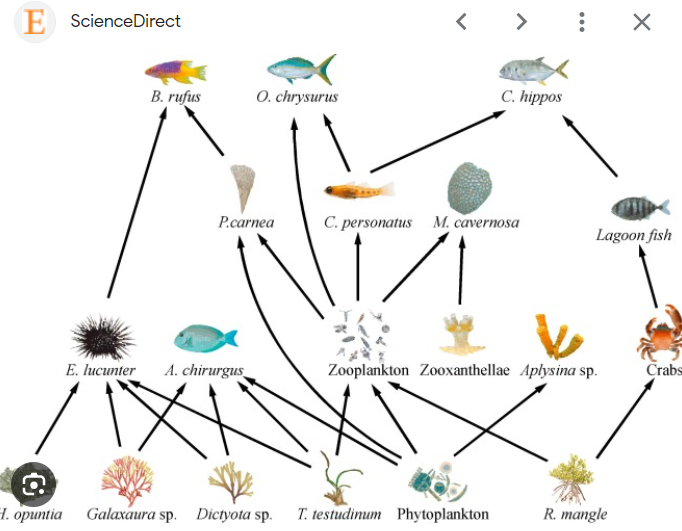 E ScienceDirect
B. rufus O. chrysurus C. hippos
P.carnea C. personatus M. cavernosa
Lagoon fish
E. lucunter A. chirurgus Zooplankton Zooxanthellae Aplysina sp. Crabs
H. opuntia Galaxaura sp. Dictyota sp. T. testudinum Phytoplankton R. mangle